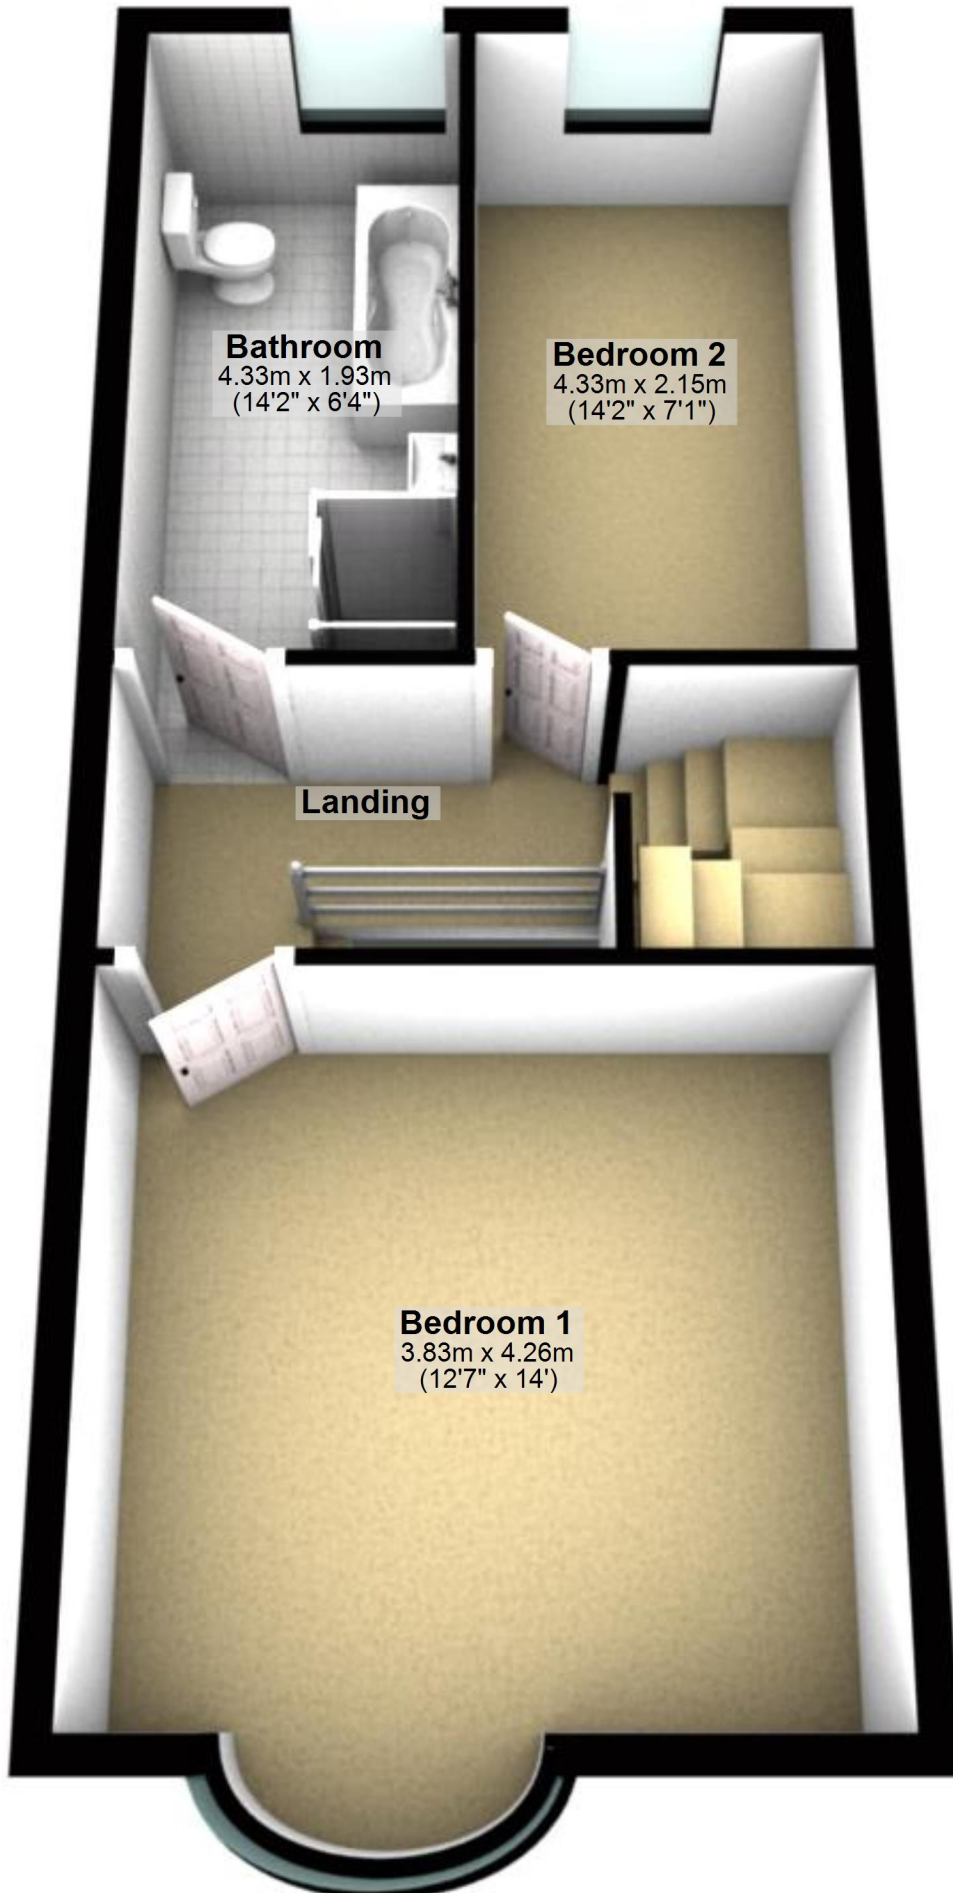 Bathroom
4.33m x 1.93m
(14'2" x 6'4")
Bedroom 2
4.33m x 2.15m
(14'2" x 7'1")
Landing
Bedroom 1
3.83m x 4.26m
(12'7" x 14')